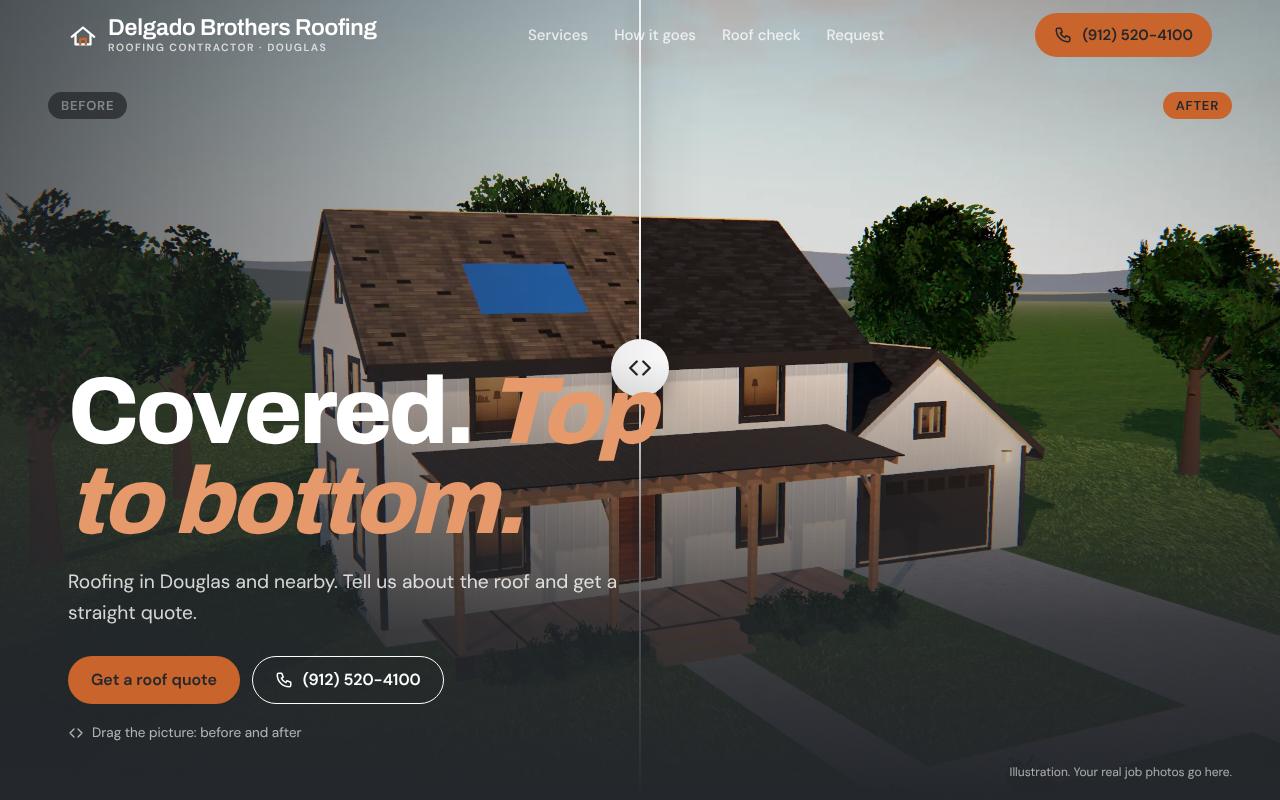 Delgado Brothers Roofing
ROOFING CONTRACTOR · DOUGLAS
Services How it goes Roof check Request
(912) 520-4100
BEFORE
AFTER
Covered. Top
to bottom.
Roofing in Douglas and nearby. Tell us about the roof and get a
straight quote.
Get a roof quote
(912) 520-4100
Drag the picture: before and after
Illustration. Your real job photos go here.